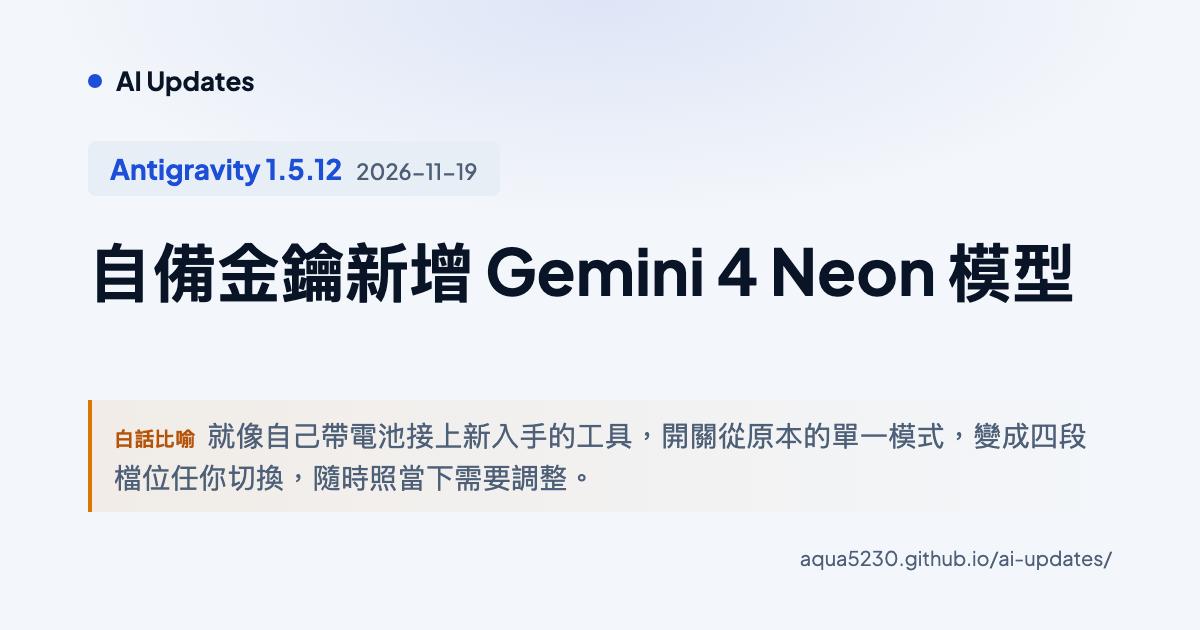 AI Updates
Antigravity 1.5.12 2026-11-19
自備金鑰新增 Gemini 4 Neon 模型
白話比喻 就像自己帶電池接上新入手的工具，開關從原本的單一模式，變成四段
檔位任你切換，隨時照當下需要調整。
aqua5230.github.io/ai-updates/